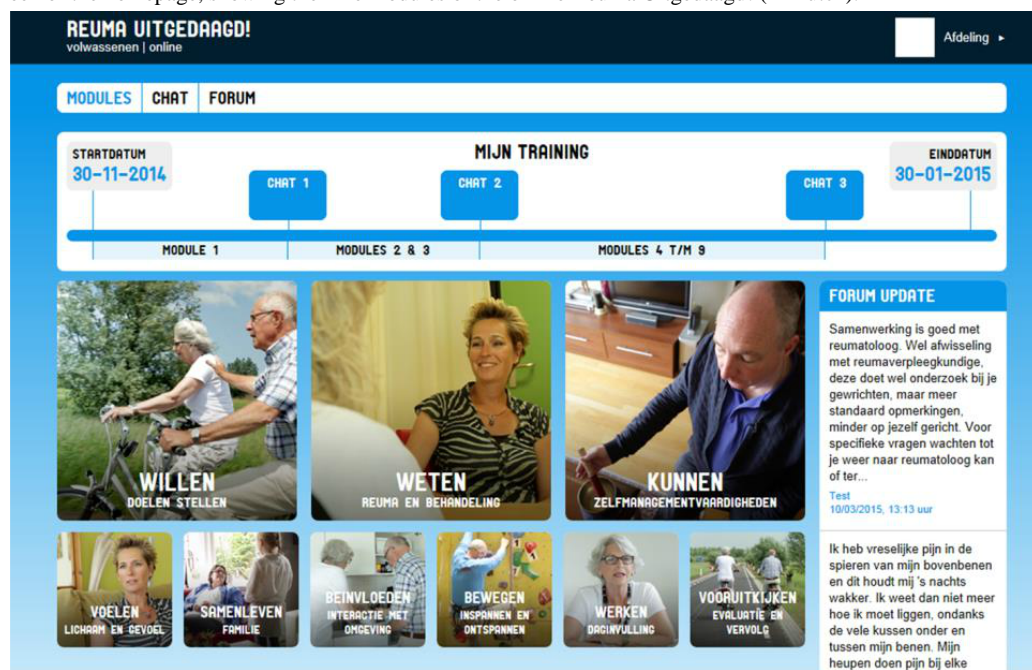 REUMA UITGEDAAGD!
volwassenen | online
Afdeling ▸
MODULES
CHAT
FORUM
MIJN TRAINING
STARTDATUM
30-11-2014
CHAT 1
CHAT 2
CHAT 3
EINDDATUM
30-01-2015
MODULE 1
MODULES 2 & 3
MODULES 4 T/M 9
WILLEN
DOELEN STELLEN
WETEN
REUMA EN BEHANDELING
KUNNEN
ZELFMANAGEMENTVAARDIGHEDEN
VOELEN
LICHAAM EN GEVOEL
SAMENLEVEN
FAMILIE
BEINVLOEDEN
INTERACTIE MET
OMGEVING
BEWEGEN
INSPANNEN EN
ONTSPANNEN
WERKEN
DAGINVULLING
VOORUITKIJKEN
EVALUATIE EN
VERVOLG
FORUM UPDATE
Samenwerking is goed met
reumatoloog. Wel afwisseling
met reumaverpleegkundige,
deze doet wel onderzoek bij je
gewrichten, maar meer
standaard opmerkingen,
minder op jezelf gericht. Voor
specifieke vragen wachten tot
je weer naar reumatoloog kan
of ter...
Test
10/03/2015, 13:13 uur
Ik heb vreselijke pijn in de
spieren van mijn bovenbenen
en dit houdt mij 's nachts
wakker. Ik weet dan niet meer
hoe ik moet liggen, ondanks
de vele kussen onder en
tussen mijn benen. Mijn
heupen doen pijn bij elke